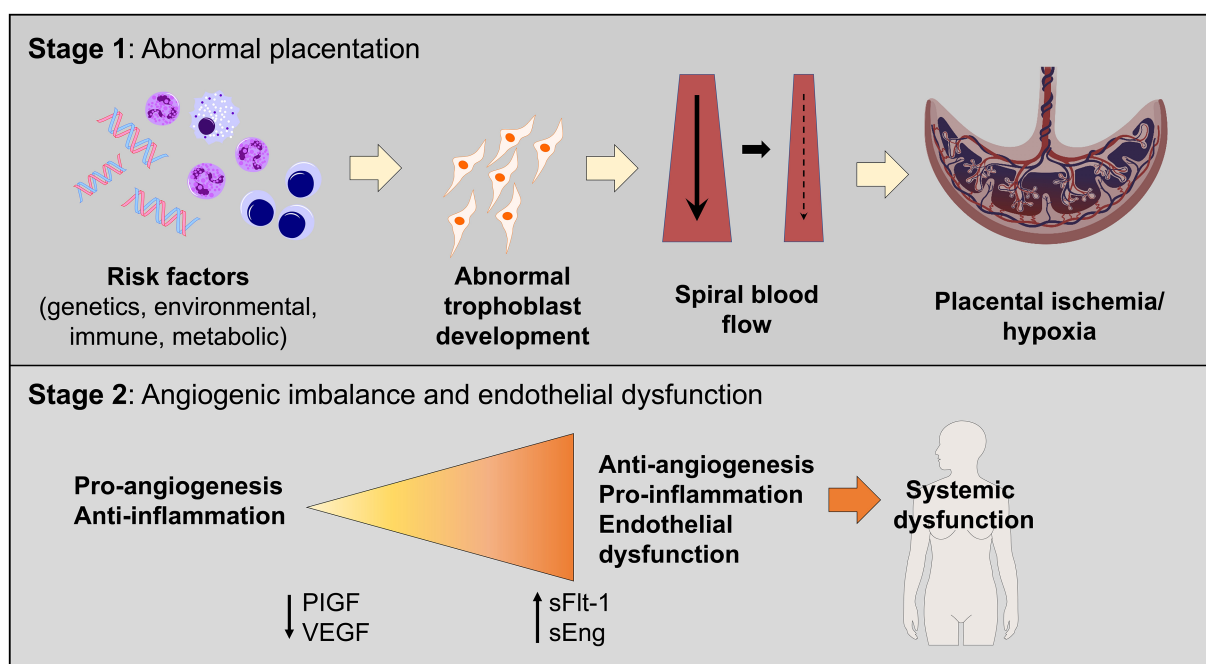 Stage 1: Abnormal placentation
Risk factors
(genetics, environmental,
immune, metabolic)
Abnormal
trophoblast
development
Spiral blood
flow
Placental ischemia/
hypoxia
Stage 2: Angiogenic imbalance and endothelial dysfunction
Pro-angiogenesis
Anti-inflammation
Anti-angiogenesis
Pro-inflammation
Endothelial
dysfunction
Systemic
dysfunction
PIGF
VEGF
sFlt-1
sEng